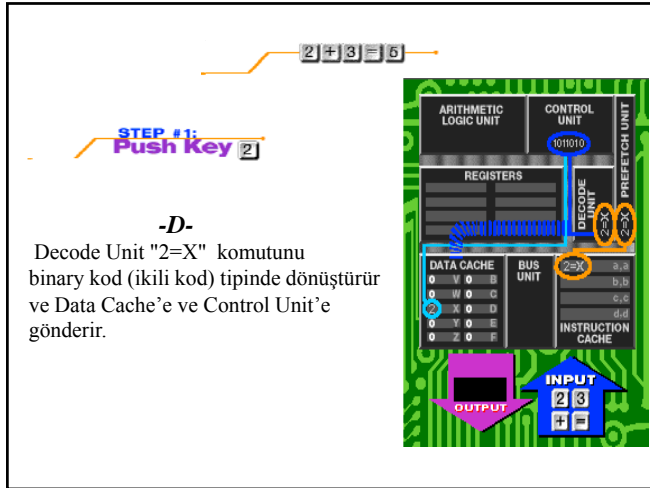 2 + 3 = 5
STEP #1:
Push Key 2
-D-
Decode Unit "2=X" komutunu
binary kod (ikili kod) tipinde dönüştürür
ve Data Cache'e ve Control Unit'e
gönderir.
ARITHMETIC
LOGIC UNIT
CONTROL
UNIT
1011010
PREFETCH UNIT
2=X
REGISTERS
DECODE
UNIT
2=X
DATA CACHE
0 V 0 B
0 W 0 C
2 X 0 D
0 Y 0 E
0 Z 0 F
BUS
UNIT
2=X a,a
b,b
c,c
d,d
INSTRUCTION
CACHE
OUTPUT
INPUT
2 3
+ =